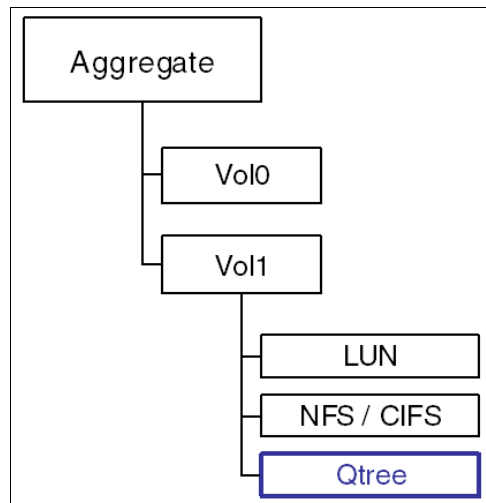 Aggregate
Vol0
Vol1
LUN
NFS / CIFS
Qtree